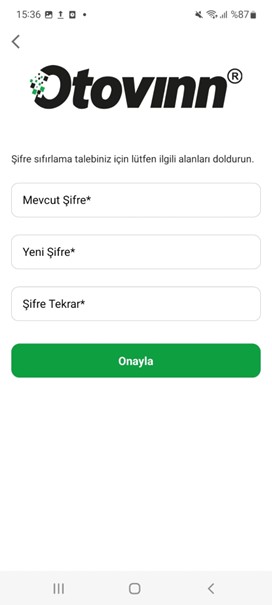 15:36 %87
Otovınn®
Şifre sıfırlama talebiniz için lütfen ilgili alanları doldurun.
Mevcut Şifre*
Yeni Şifre*
Şifre Tekrar*
Onayla